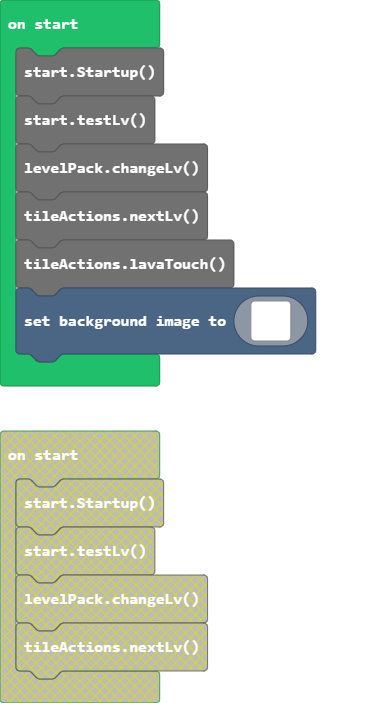 on start
start.Startup()
start.testLv()
levelPack.changeLv()
tileActions.nextLv()
tileActions.lavaTouch()
set background image to
on start
start.Startup()
start.testLv()
levelPack.changeLv()
tileActions.nextLv()